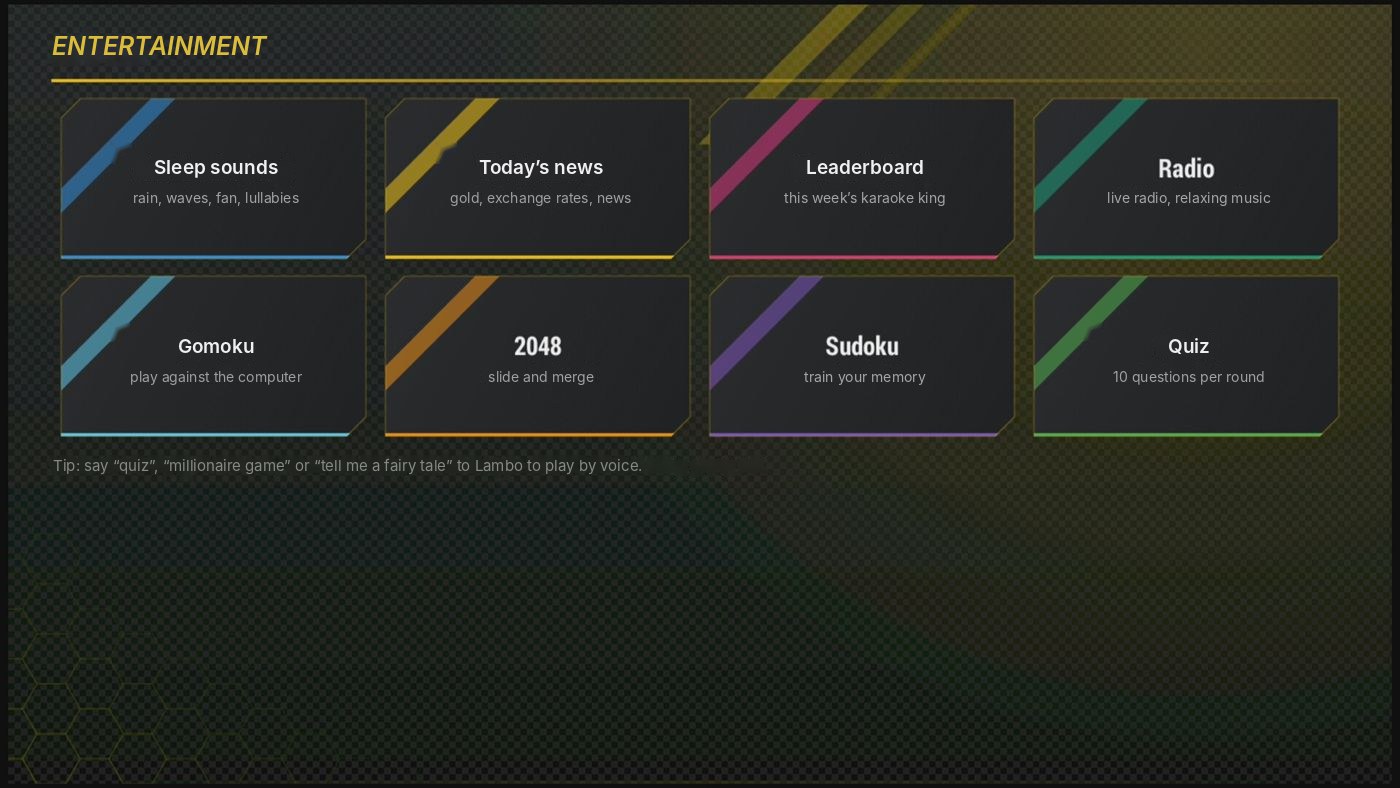 ENTERTAINMENT
Sleep sounds
rain, waves, fan, lullabies
Today’s news
gold, exchange rates, news
Leaderboard
this week’s karaoke king
Radio
live radio, relaxing music
Gomoku
play against the computer
2048
slide and merge
Sudoku
train your memory
Quiz
10 questions per round
Tip: say “quiz”, “millionaire game” or “tell me a fairy tale” to Lambo to play by voice.